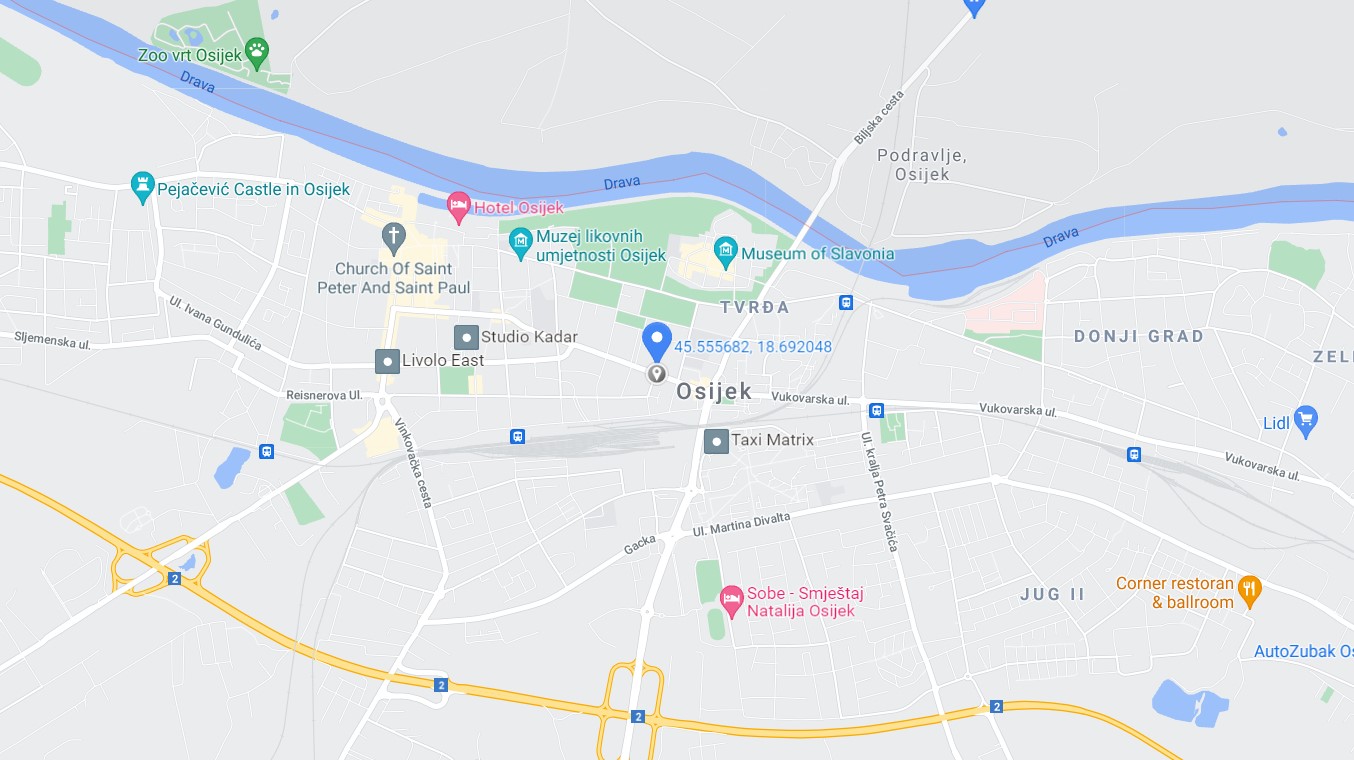 Zoo vrt Osijek
Drava
Biljska cesta
Podravlje,
Osijek
Pejačević Castle in Osijek
Drava
Hotel Osijek
Muzej likovnih
umjetnosti Osijek
Museum of Slavonia
Drava
Church Of Saint
Peter And Saint Paul
TVRĐA
Ul. Ivana Gundulića
DONJI GRAD
Sljemenska ul.
Studio Kadar
45.555682, 18.692048
ZEL
Livolo East
Osijek
Reisnerova Ul.
Vukovarska ul.
Vukovarska ul.
Lidl
Taxi Matrix
Vinkovačka cesta
Ul. kralja Petra Svačića
Vukovarska ul.
Ul. Martina Divalta
Gacka
2
Corner restoran
& ballroom
Sobe - Smještaj
Natalija Osijek
JUG II
AutoZubak Os
2
2
2